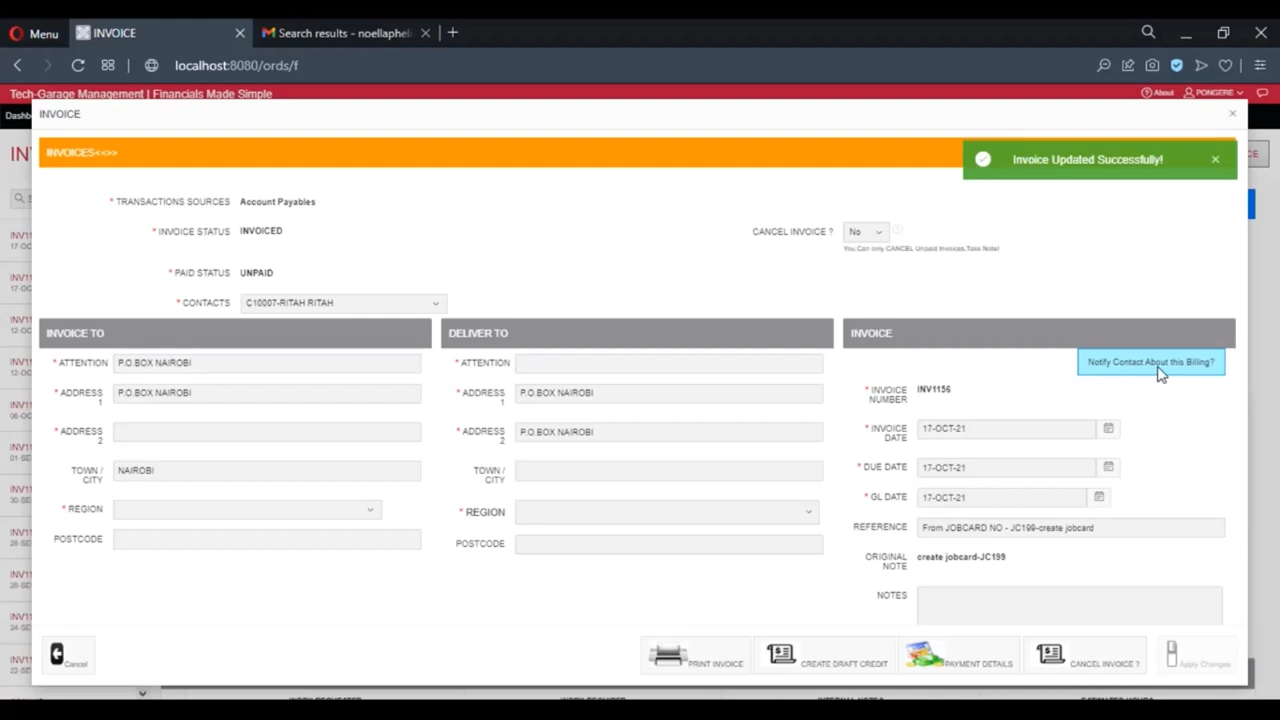 Menu
INVOICE
Search results - noellaphel
localhost:8080/ords/f
Tech-Garage Management | Financials Made Simple
About
PONGERE
Dashb
INVOICE
INVOICES<<>>
Invoice Updated Successfully!
* TRANSACTIONS SOURCES Account Payables
* INVOICE STATUS INVOICED
CANCEL INVOICE ? No
You Can only CANCEL Unpaid Invoices.Take Note!
* PAID STATUS UNPAID
* CONTACTS C10007-RITAH RITAH
INVOICE TO
* ATTENTION P.O.BOX NAIROBI
* ADDRESS 1 P.O.BOX NAIROBI
* ADDRESS 2
TOWN / CITY NAIROBI
* REGION
POSTCODE
DELIVER TO
* ATTENTION
* ADDRESS 1 P.O.BOX NAIROBI
* ADDRESS 2 P.O.BOX NAIROBI
TOWN / CITY
* REGION
POSTCODE
INVOICE
Notify Contact About this Billing?
* INVOICE NUMBER INV1156
* INVOICE DATE 17-OCT-21
* DUE DATE 17-OCT-21
* GL DATE 17-OCT-21
REFERENCE From JOBCARD NO - JC199-create jobcard
ORIGINAL NOTE create jobcard-JC199
NOTES
Cancel
PRINT INVOICE
CREATE DRAFT CREDIT
PAYMENT DETAILS
CANCEL INVOICE ?
Apply Changes